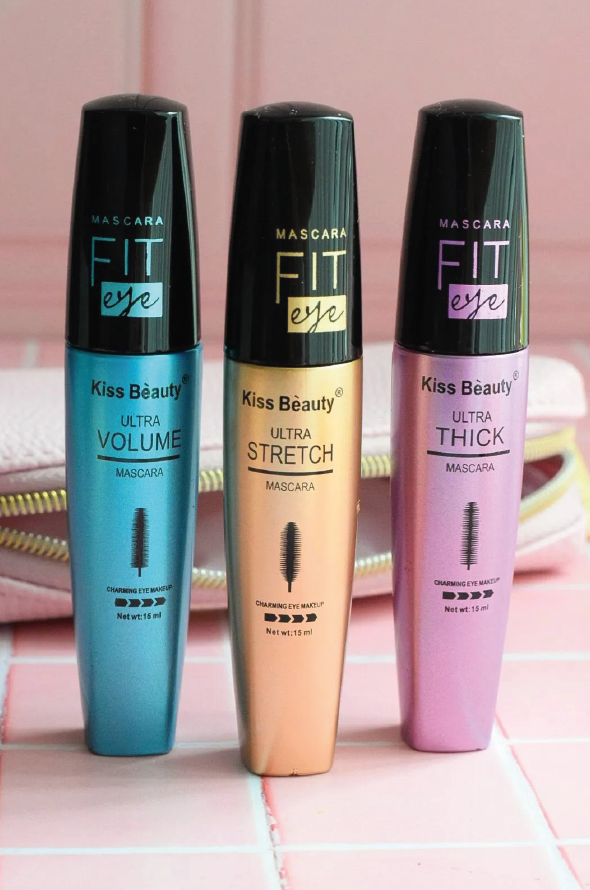 MASCARA
FIT
eye
Kiss Bèauty®
ULTRA
VOLUME
MASCARA
CHARMING EYE MAKEUP
Net wt:15 ml
MASCARA
FIT
eye
Kiss Bèauty®
ULTRA
STRETCH
MASCARA
CHARMING EYE MAKEUP
Net wt:15 ml
MASCARA
FIT
eye
Kiss Bèauty®
ULTRA
THICK
MASCARA
CHARMING EYE MAKEUP
Net wt:15 ml